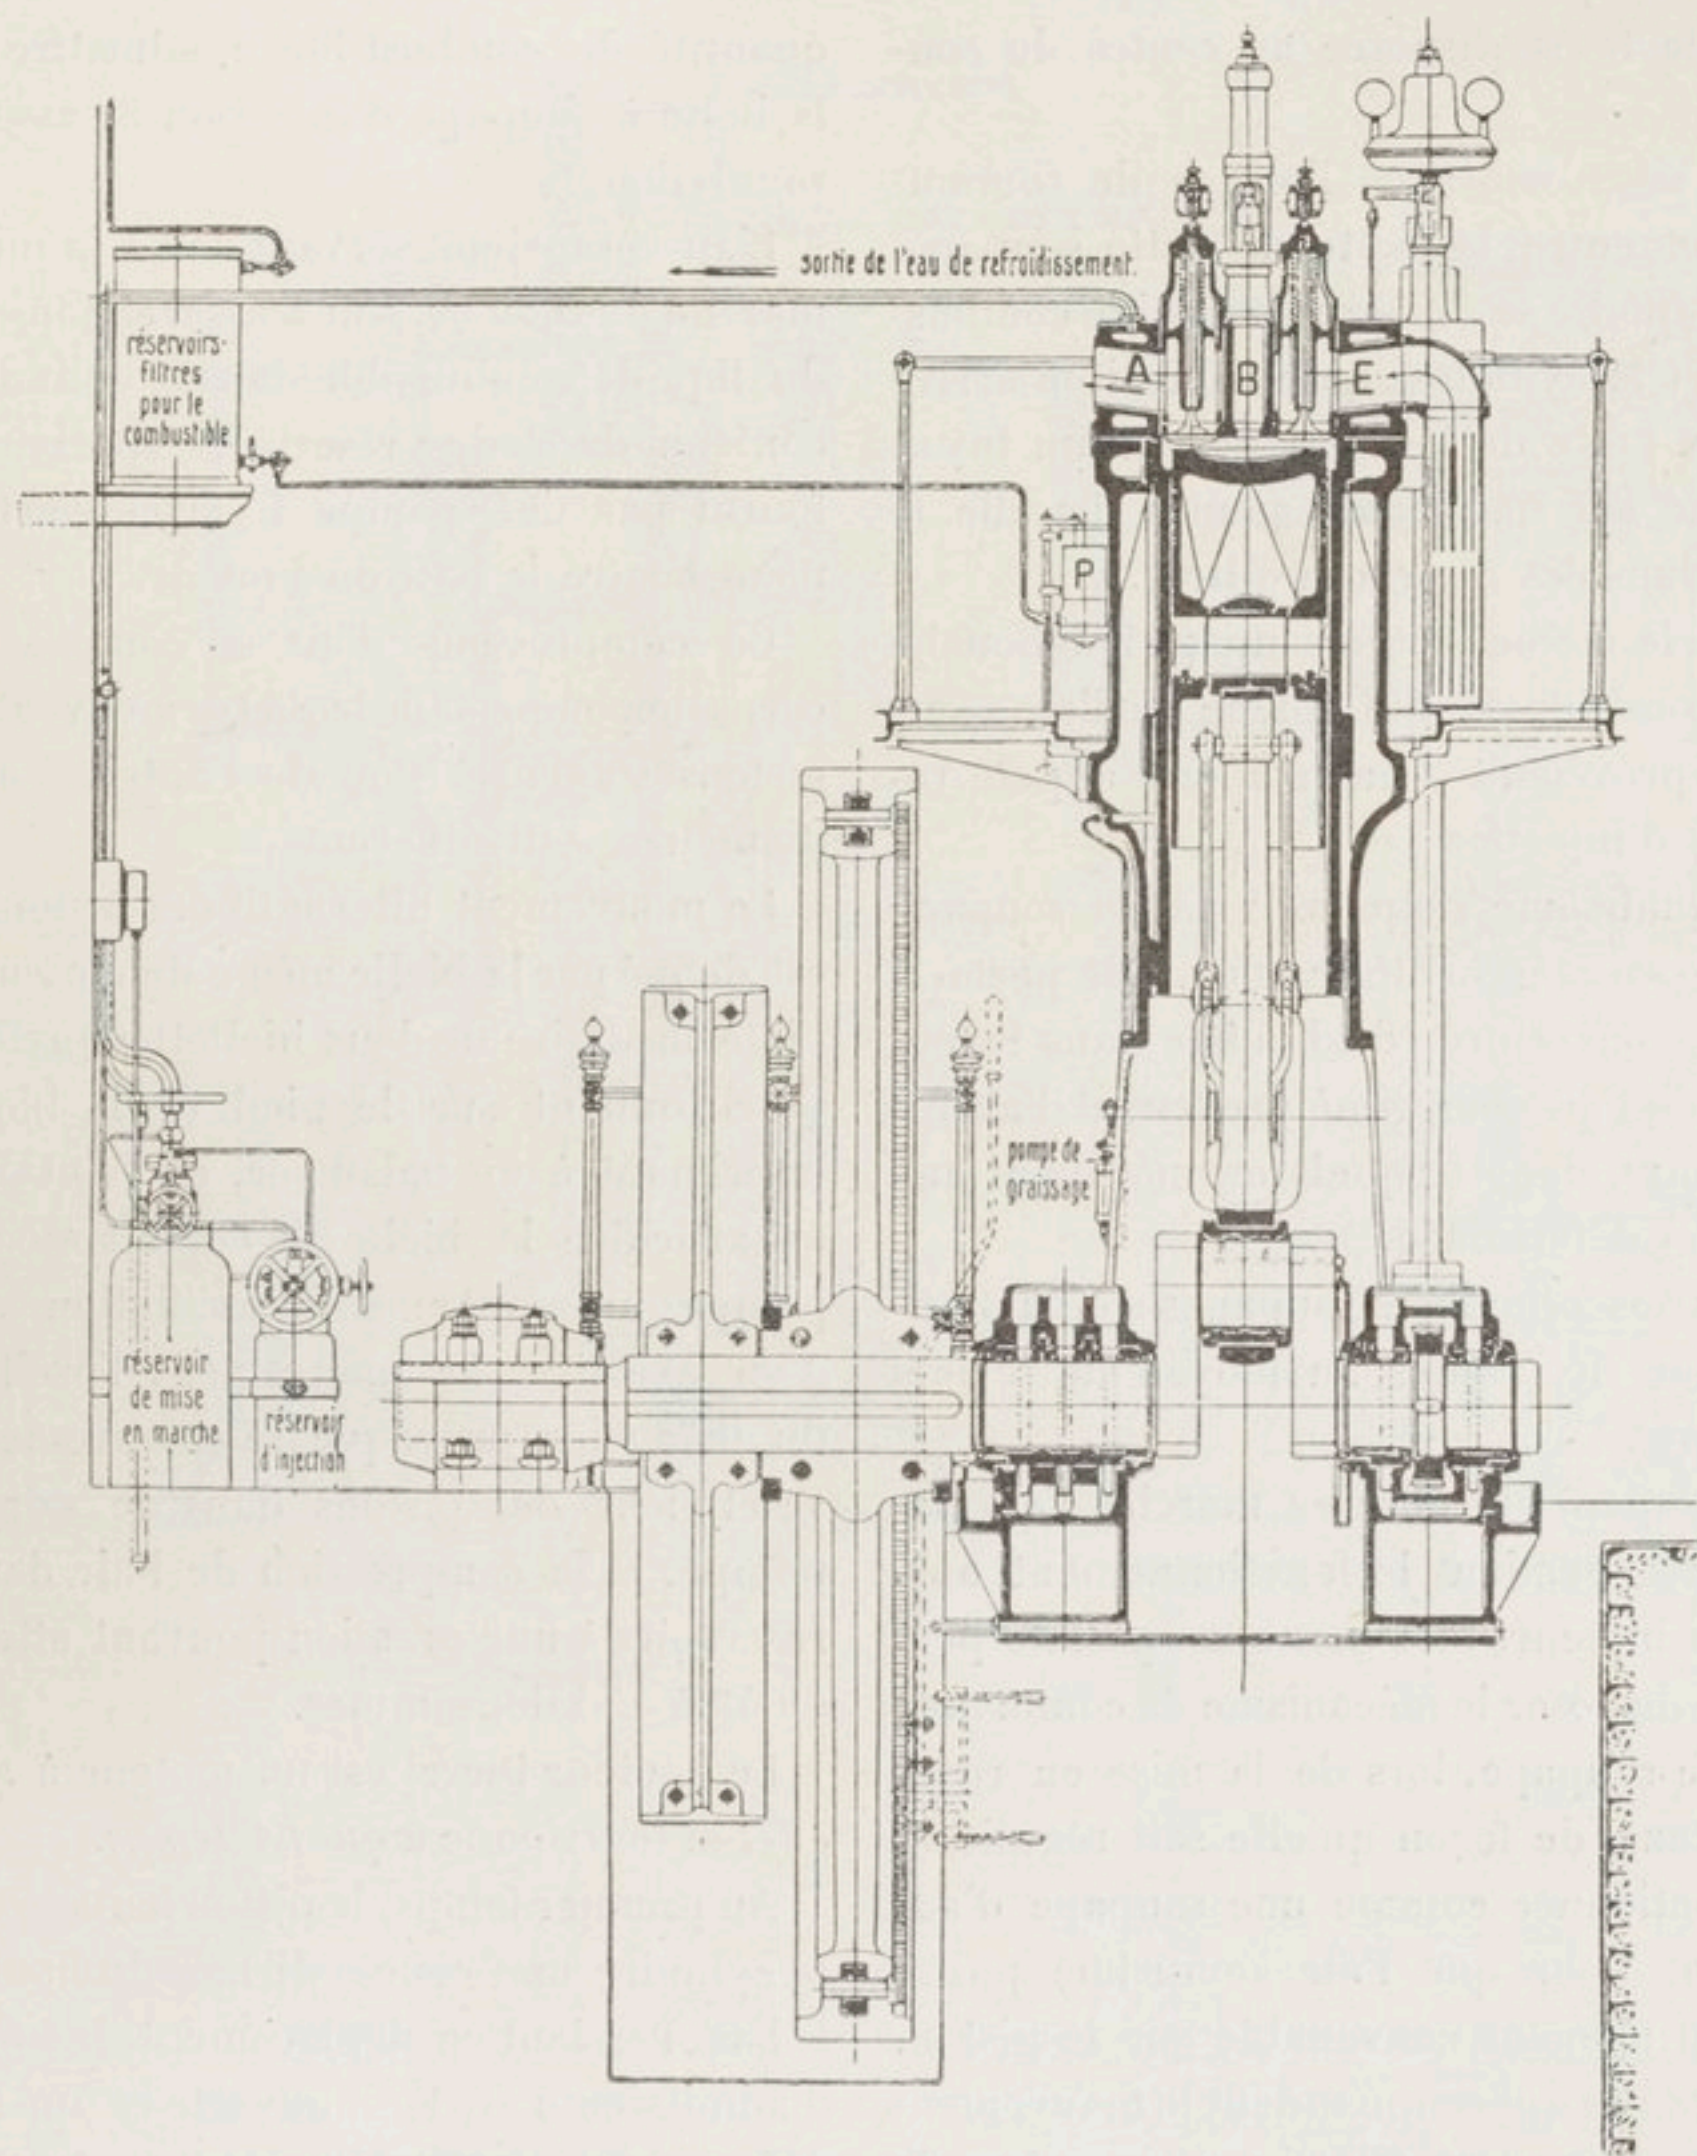 sortie de l'eau de refroidissement.
réservoirs-
filtres
pour le
combustible
A
B
E
P
pompe de
graissage
réservoir
de mise
en marche
réservoir
d'injection